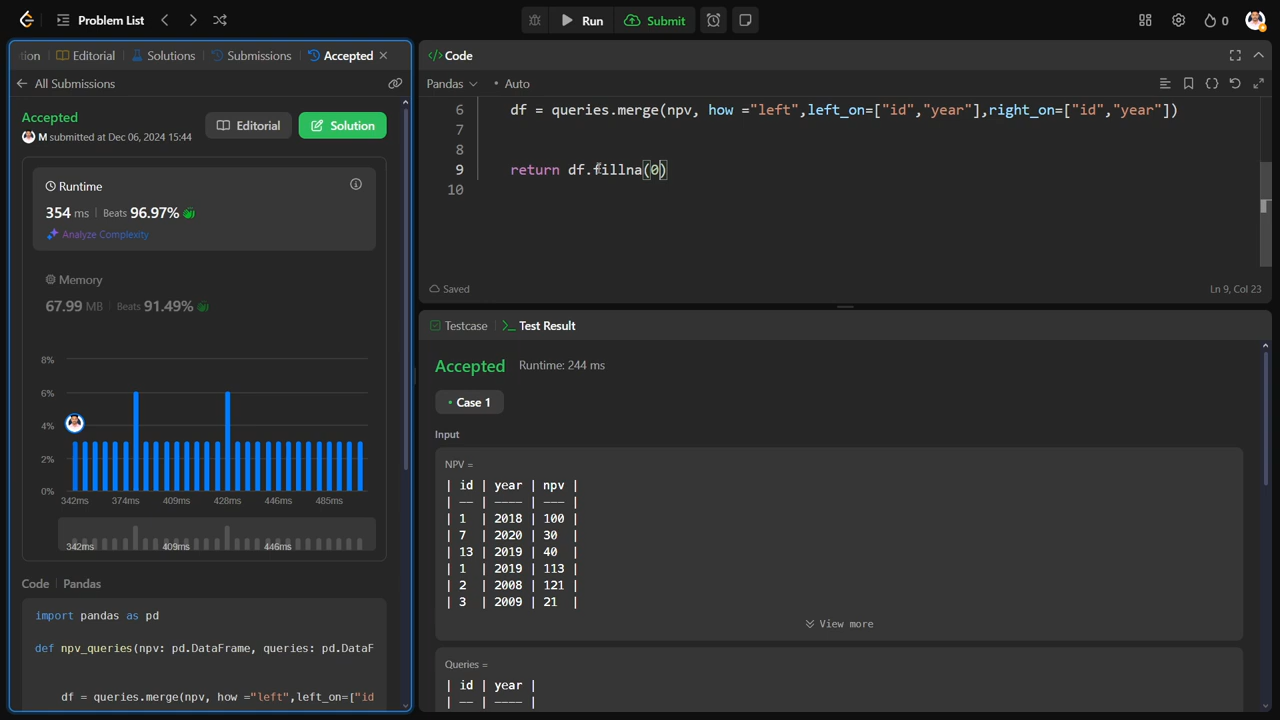 Problem List
Run
Submit
0
tion
Editorial
Solutions
Submissions
Accepted
All Submissions
Accepted
M submitted at Dec 06, 2024 15:44
Editorial
Solution
Runtime
354 ms | Beats 96.97%
Analyze Complexity
Memory
67.99 MB | Beats 91.49%
8%
6%
4%
2%
0%
342ms 374ms 409ms 428ms 446ms 485ms
342ms 409ms 446ms
Code | Pandas
import pandas as pd
def npv_queries(npv: pd.DataFrame, queries: pd.DataF
df = queries.merge(npv, how ="left",left_on=["id
</> Code
Pandas
• Auto
6 df = queries.merge(npv, how ="left",left_on=["id","year"],right_on=["id","year"])
7
8
9 return df.fillna(0)
10
Saved
Ln 9, Col 23
Testcase
Test Result
Accepted
Runtime: 244 ms
• Case 1
Input
NPV =
| id | year | npv |
| -- | ---- | --- |
| 1 | 2018 | 100 |
| 7 | 2020 | 30 |
| 13 | 2019 | 40 |
| 1 | 2019 | 113 |
| 2 | 2008 | 121 |
| 3 | 2009 | 21 |
View more
Queries =
| id | year |
| -- | ---- |